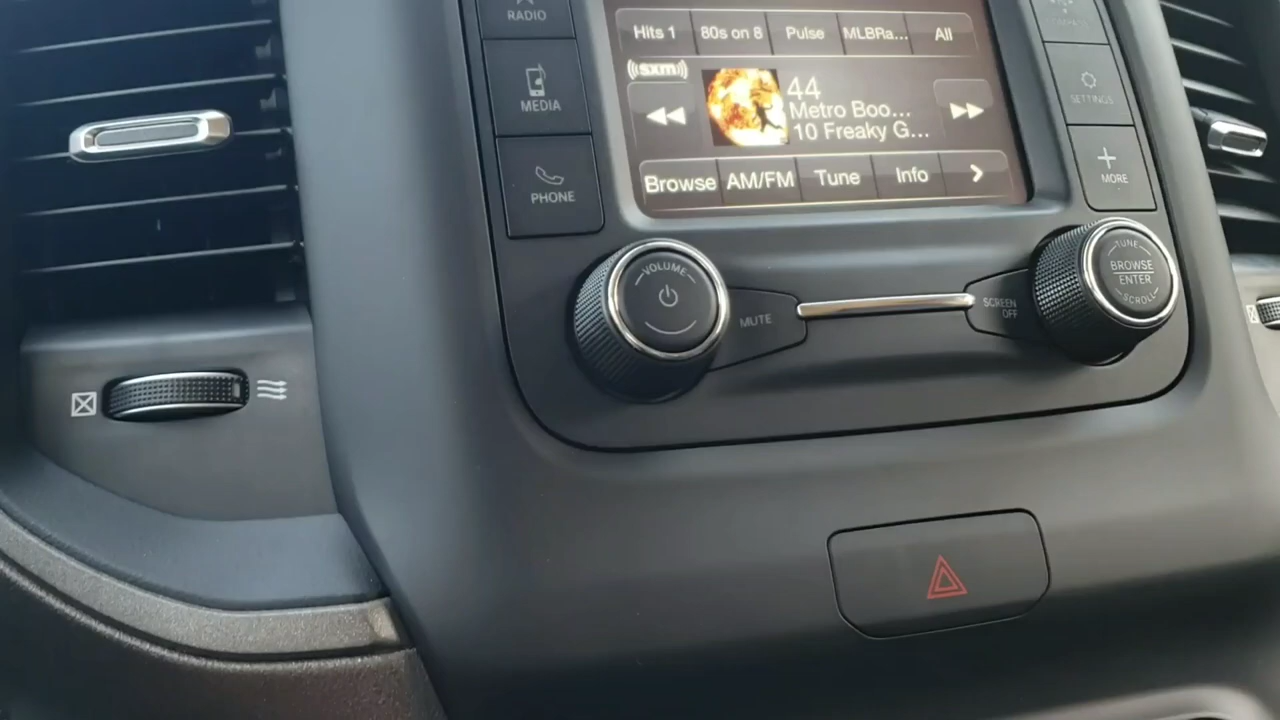 RADIO
MEDIA
PHONE
Hits 1
80s on 8
Pulse
MLBRa...
All
((sxm))
44
Metro Boo...
10 Freaky G...
Browse
AM/FM
Tune
Info
SETTINGS
MORE
VOLUME
MUTE
SCREEN
OFF
TUNE
BROWSE
ENTER
SCROLL